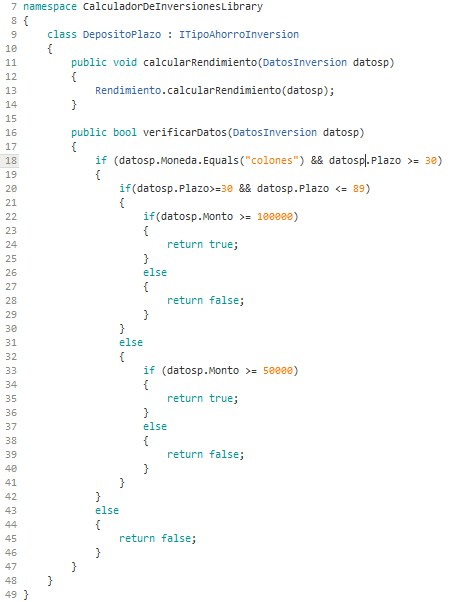 7 namespace CalculadorDeInversionesLibrary
8 {
9     class DepositoPlazo : ITipoAhorroInversion
10     {
11         public void calcularRendimiento(DatosInversion datosp)
12         {
13             Rendimiento.calcularRendimiento(datosp);
14         }
15
16         public bool verificarDatos(DatosInversion datosp)
17         {
18             if (datosp.Moneda.Equals("colones") && datosp.Plazo >= 30)
19             {
20                 if(datosp.Plazo>=30 && datosp.Plazo <= 89)
21                 {
22                     if(datosp.Monto >= 100000)
23                     {
24                         return true;
25                     }
26                     else
27                     {
28                         return false;
29                     }
30                 }
31                 else
32                 {
33                     if (datosp.Monto >= 50000)
34                     {
35                         return true;
36                     }
37                     else
38                     {
39                         return false;
40                     }
41                 }
42             }
43             else
44             {
45                 return false;
46             }
47         }
48     }
49 }